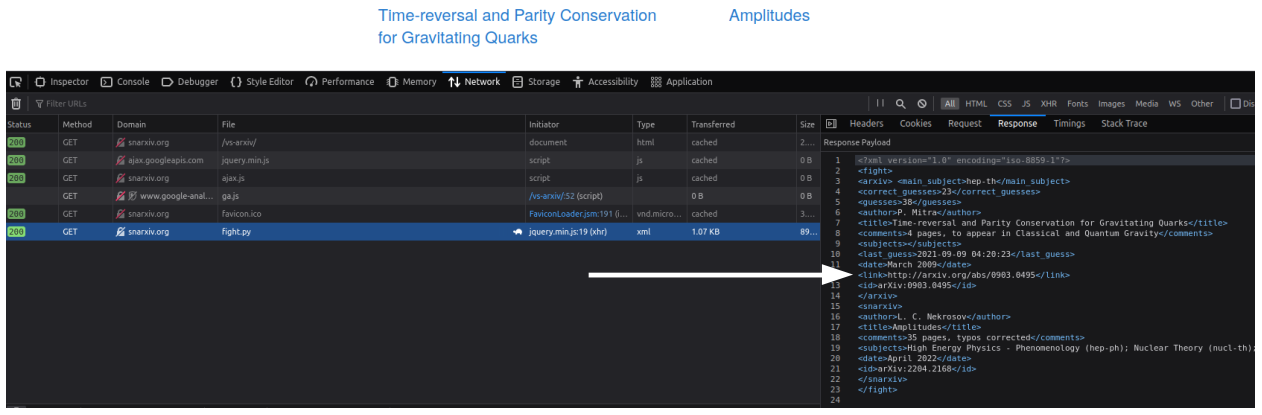 Time-reversal and Parity Conservation for Gravitating Quarks
Amplitudes
Inspector Console Debugger Style Editor Performance Memory Network Storage Accessibility Application
Filter URLs
All HTML CSS JS XHR Fonts Images Media WS Other Dis
Status Method Domain File Initiator Type Transferred Size
Headers Cookies Request Response Timings Stack Trace
200 GET snarxiv.org /vs-arxiv/ document html cached 2....
200 GET ajax.googleapis.com jquery.min.js script js cached 0 B
200 GET snarxiv.org ajax.js script js cached 0 B
GET www.google-anal... ga.js /vs-arxiv/:52 (script) 0 B 0 B
200 GET snarxiv.org favicon.ico FaviconLoader.jsm:191 (i... vnd.micro... cached 3....
200 GET snarxiv.org fight.py jquery.min.js:19 (xhr) xml 1.07 KB 89...
Response Payload
1 <?xml version="1.0" encoding="iso-8859-1"?>
2 <fight>
3 <arxiv> <main_subject>hep-th</main_subject>
4 <correct_guesses>23</correct_guesses>
5 <guesses>38</guesses>
6 <author>P. Mitra</author>
7 <title>Time-reversal and Parity Conservation for Gravitating Quarks</title>
8 <comments>4 pages, to appear in Classical and Quantum Gravity</comments>
9 <subjects></subjects>
10 <last_guess>2021-09-09 04:20:23</last_guess>
11 <date>March 2009</date>
<link>http://arxiv.org/abs/0903.0495</link>
13 <id>arXiv:0903.0495</id>
14 </arxiv>
15 <snarxiv>
16 <author>L. C. Nekrosov</author>
17 <title>Amplitudes</title>
18 <comments>35 pages, typos corrected</comments>
19 <subjects>High Energy Physics - Phenomenology (hep-ph); Nuclear Theory (nucl-th);
20 <date>April 2022</date>
21 <id>arXiv:2204.2168</id>
22 </snarxiv>
23 </fight>
24